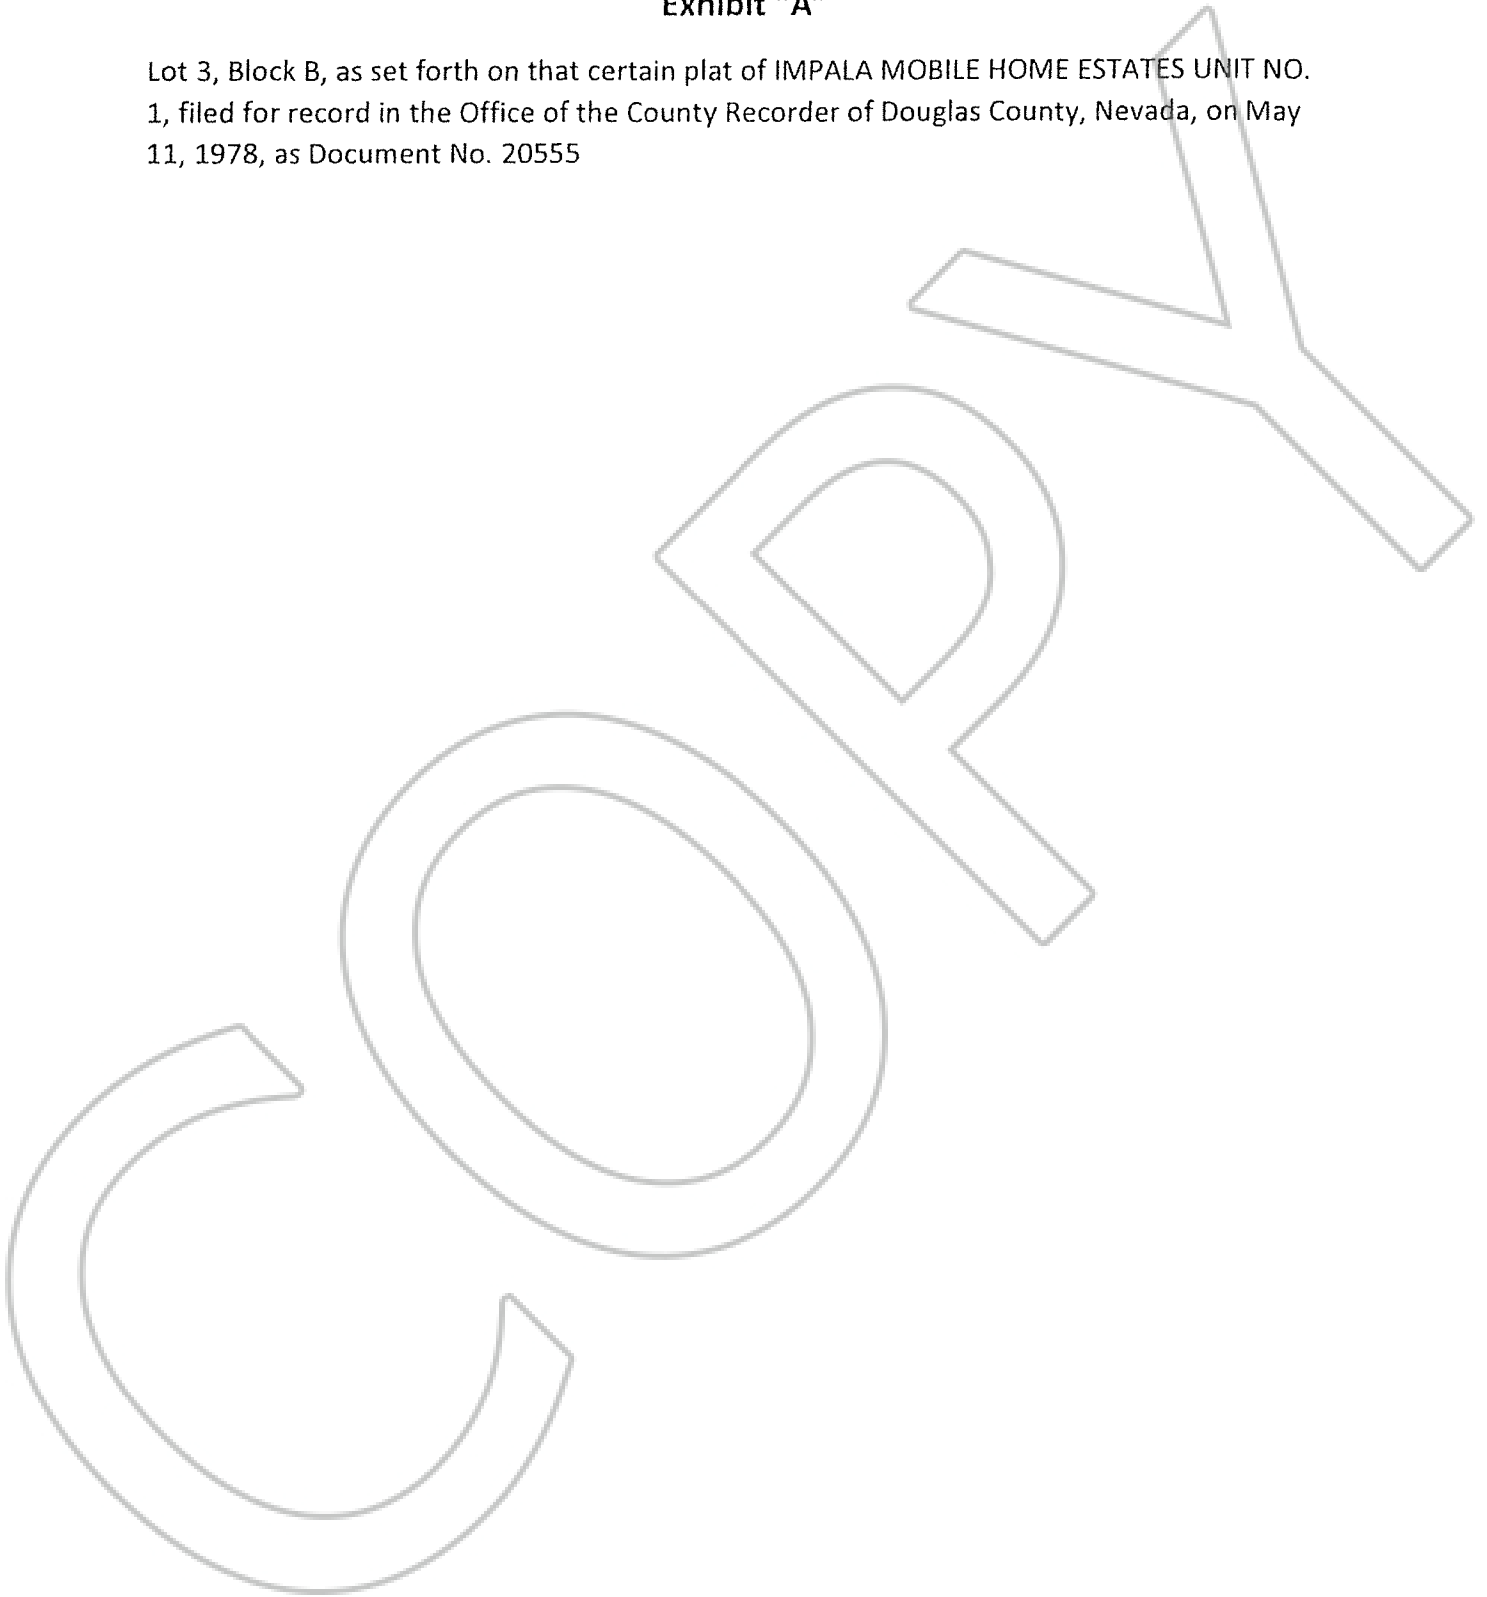 Exhibit "A"
Lot 3, Block B, as set forth on that certain plat of IMPALA MOBILE HOME ESTATES UNIT NO.
1, filed for record in the Office of the County Recorder of Douglas County, Nevada, on May
11, 1978, as Document No. 20555
COPY